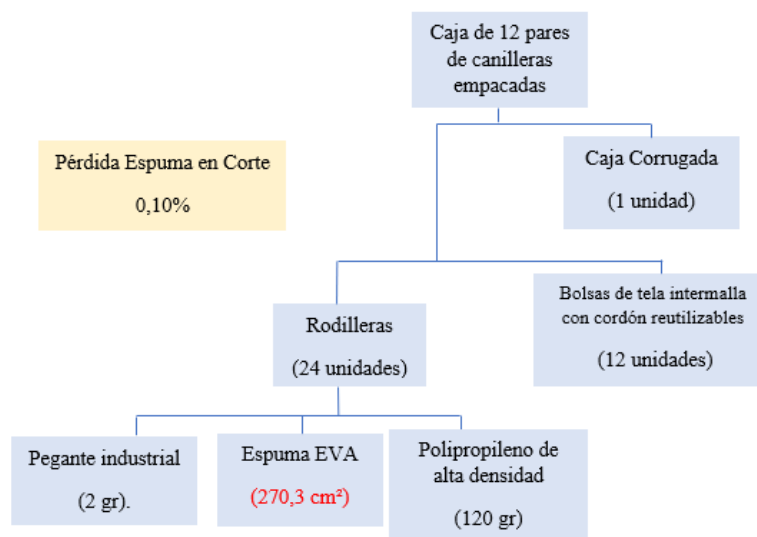 Caja de 12 pares
de canilleras
empacadas
Pérdida Espuma en Corte
0,10%
Caja Corrugada
(1 unidad)
Rodilleras
(24 unidades)
Bolsas de tela intermalla
con cordón reutilizables
(12 unidades)
Pegante industrial
(2 gr).
Espuma EVA
(270,3 cm²)
Polipropileno de
alta densidad
(120 gr)